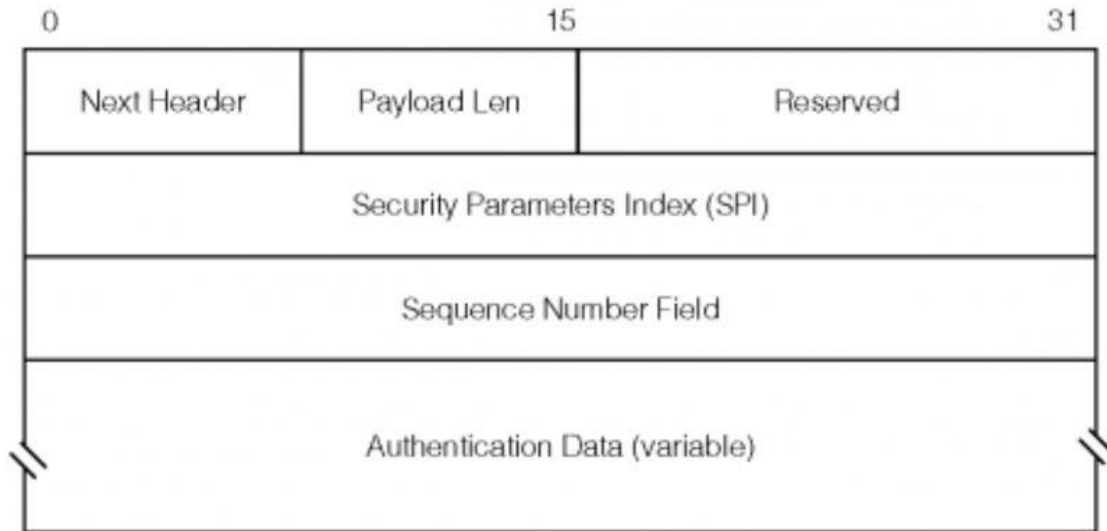 0 15 31
Next Header Payload Len Reserved
Security Parameters Index (SPI)
Sequence Number Field
Authentication Data (variable)